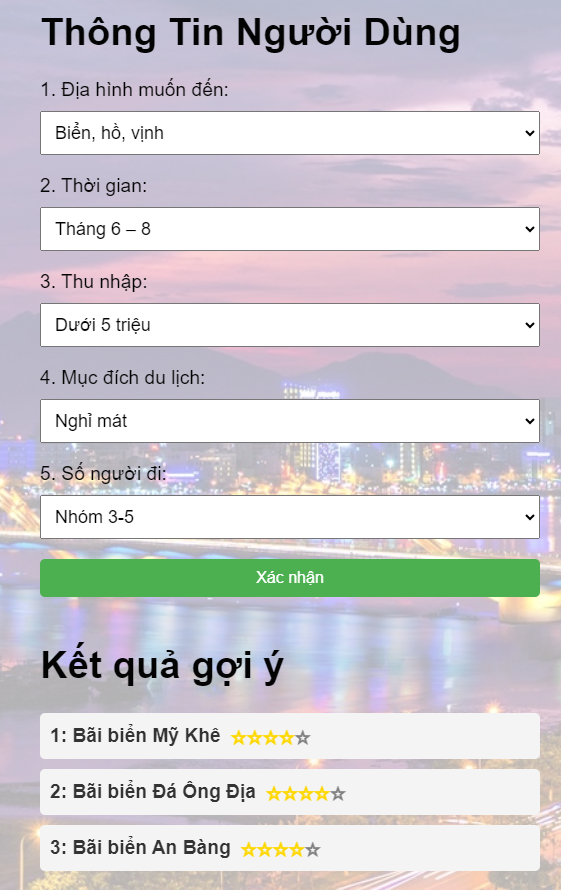 Thông Tin Người Dùng
1. Địa hình muốn đến:
Biển, hồ, vịnh
2. Thời gian:
Tháng 6 – 8
3. Thu nhập:
Dưới 5 triệu
4. Mục đích du lịch:
Nghỉ mát
5. Số người đi:
Nhóm 3-5
Xác nhận
Kết quả gợi ý
1: Bãi biển Mỹ Khê ☆☆☆☆☆
2: Bãi biển Đá Ông Địa ☆☆☆☆☆
3: Bãi biển An Bàng ☆☆☆☆☆